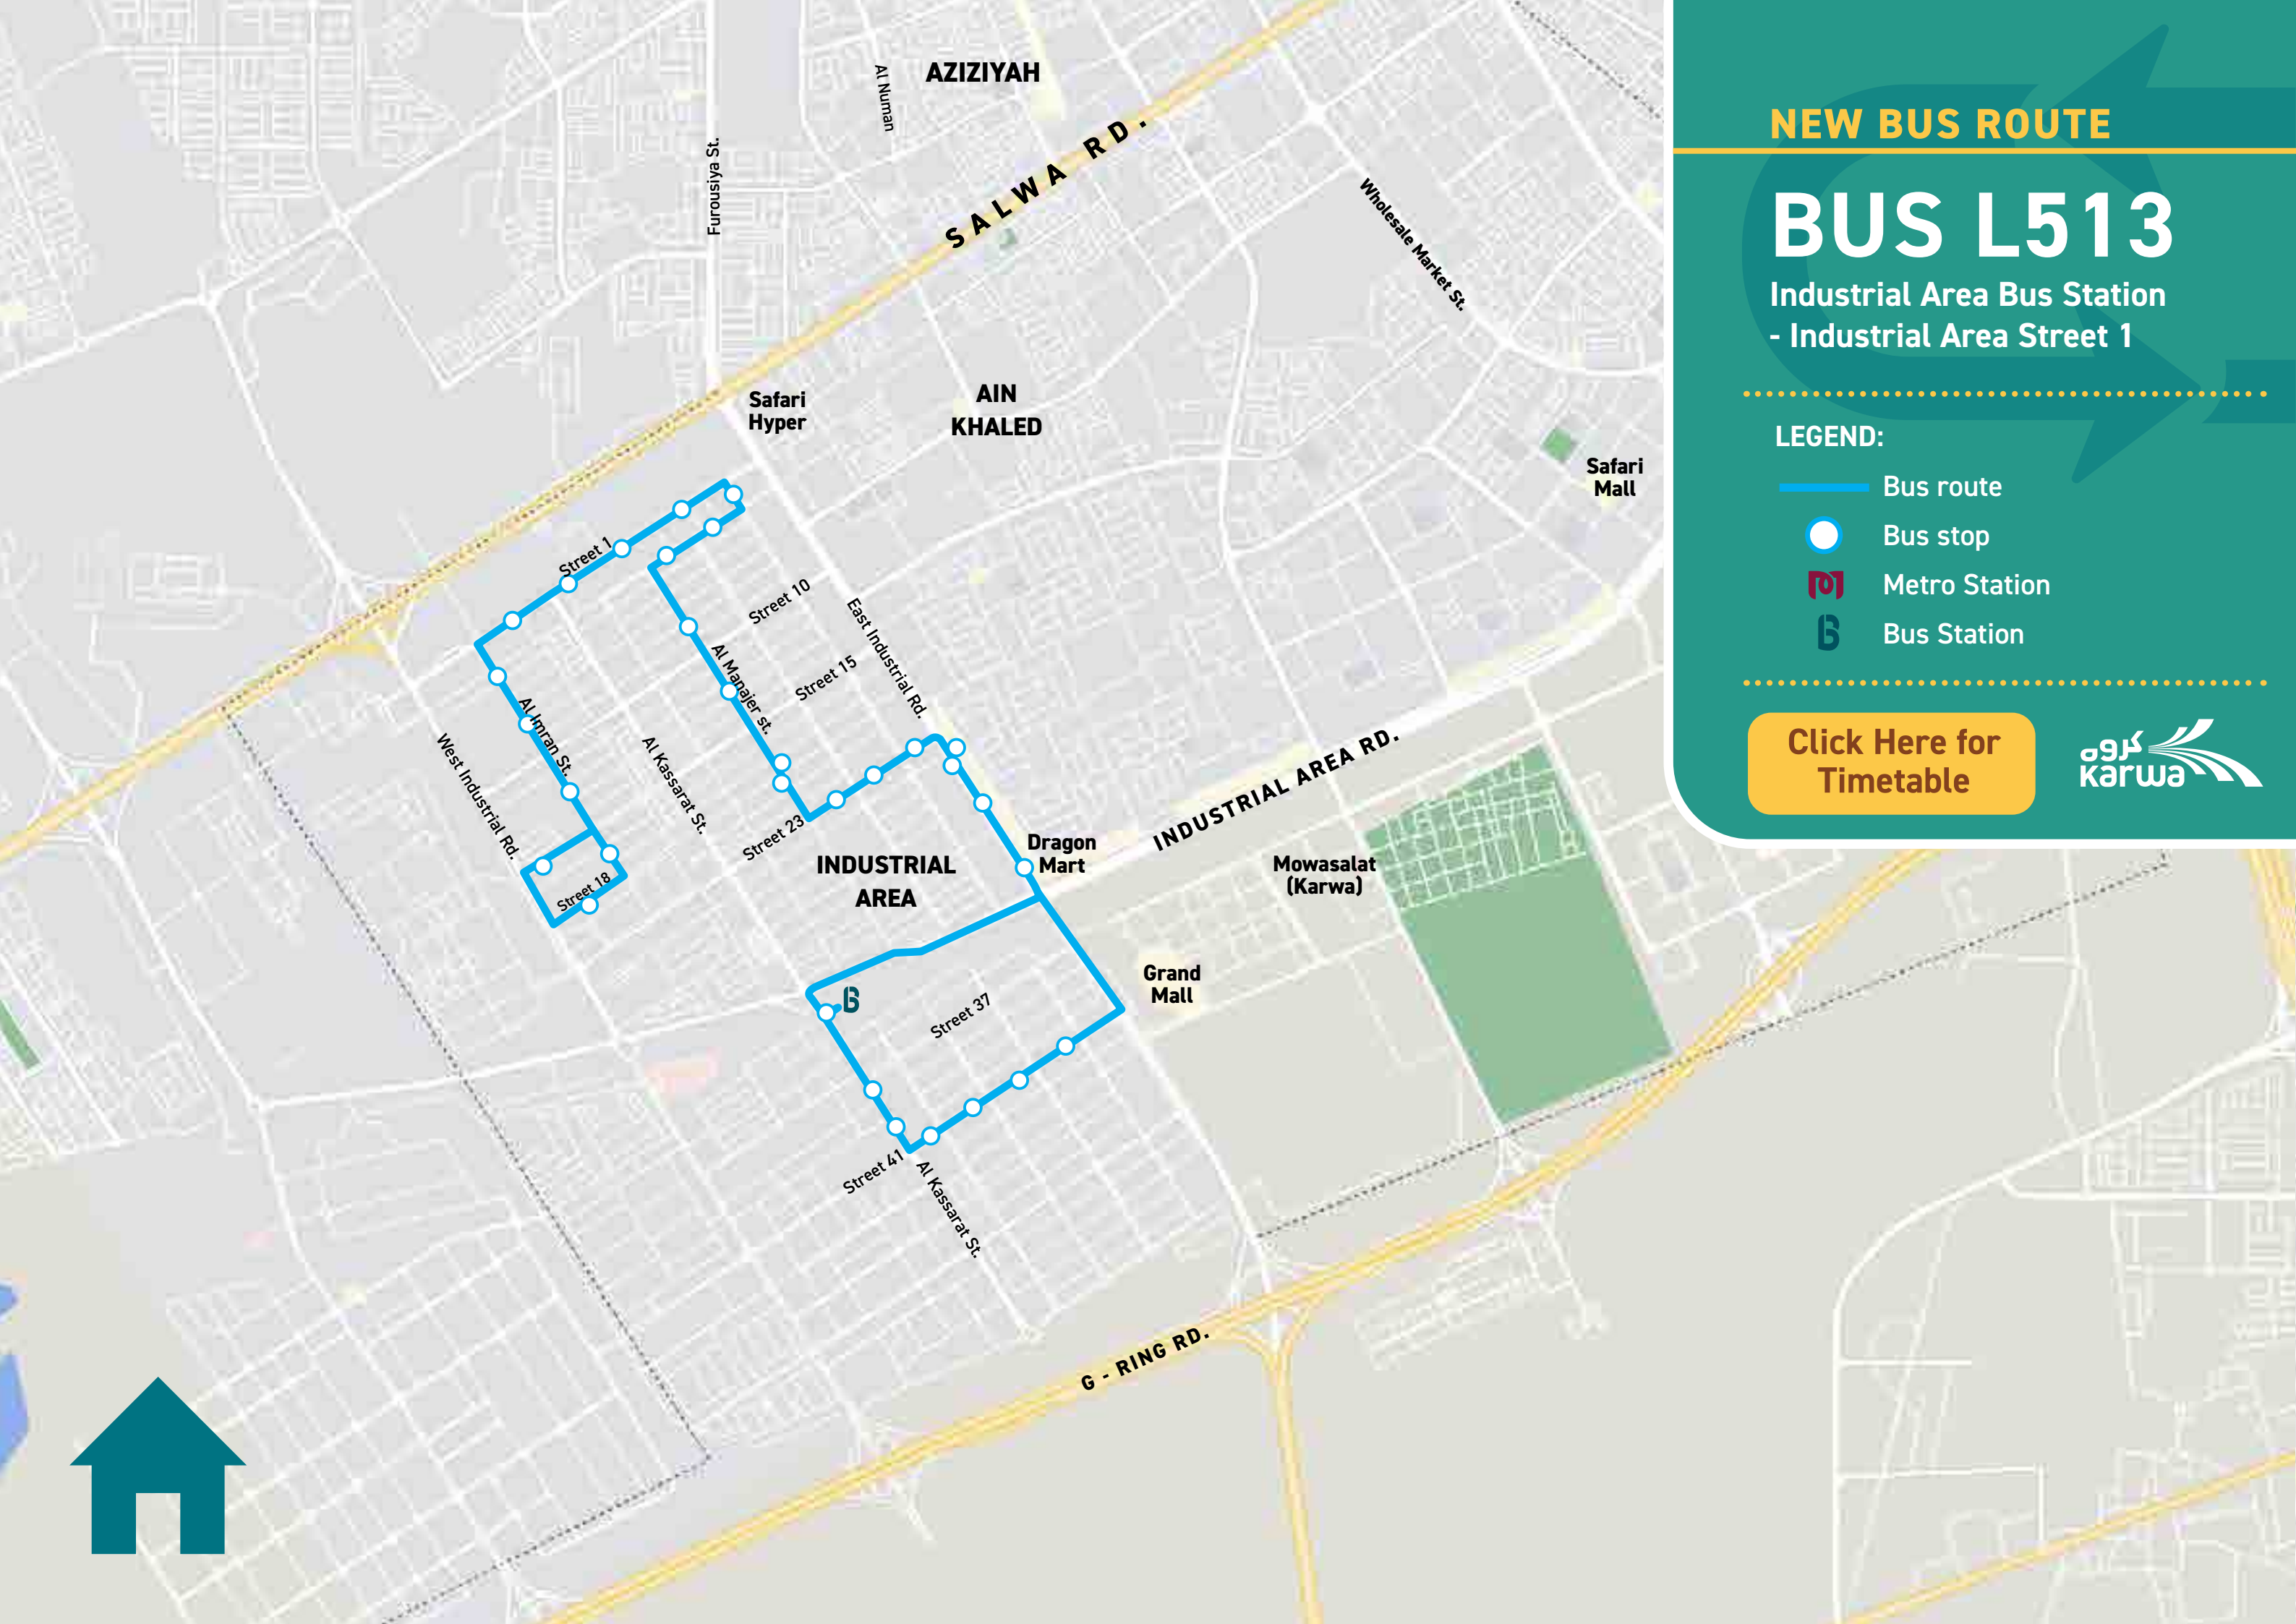 NEW BUS ROUTE
BUS L513
Industrial Area Bus Station
- Industrial Area Street 1
LEGEND:
Bus route
Bus stop
Metro Station
Bus Station
Click Here for
Timetable
كروه
karwa
AZIZIYAH
Al Numan
Furousiya St.
SALWA RD.
Wholesale Market St.
Safari
Hyper
AIN
KHALED
Safari
Mall
Street 1
Street 10
East Industrial Rd.
Street 15
Al Manajer st.
Al Imran St.
West Industrial Rd.
Al Kassarat St.
Street 23
INDUSTRIAL AREA RD.
Dragon
Mart
INDUSTRIAL
AREA
Mowasalat
(Karwa)
Street 18
Grand
Mall
Street 37
Street 41
Al Kassarat St.
G - RING RD.